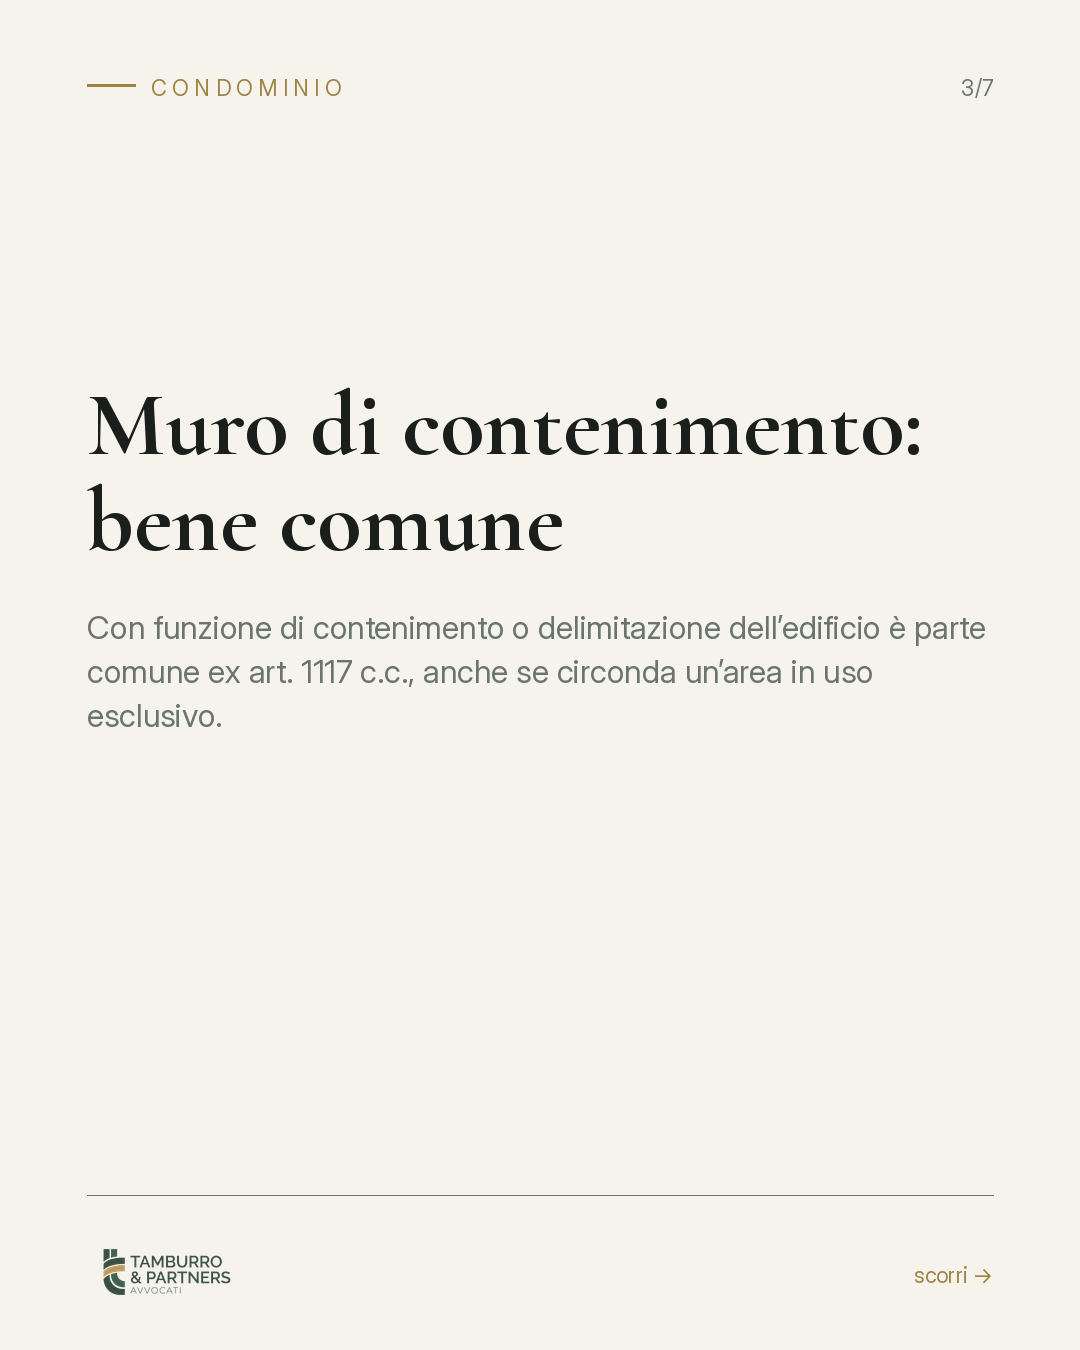 CONDOMINIO
3/7
Muro di contenimento:
bene comune
Con funzione di contenimento o delimitazione dell’edificio è parte
comune ex art. 1117 c.c., anche se circonda un’area in uso
esclusivo.
TAMBURRO
& PARTNERS
AVVOCATI
scorri →